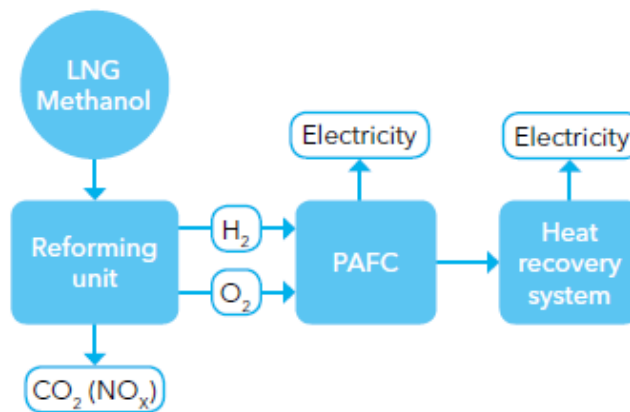 LNG
Methanol
Electricity
Electricity
Reforming
unit
H₂
O₂
PAFC
Heat
recovery
system
CO₂ (NOₓ)